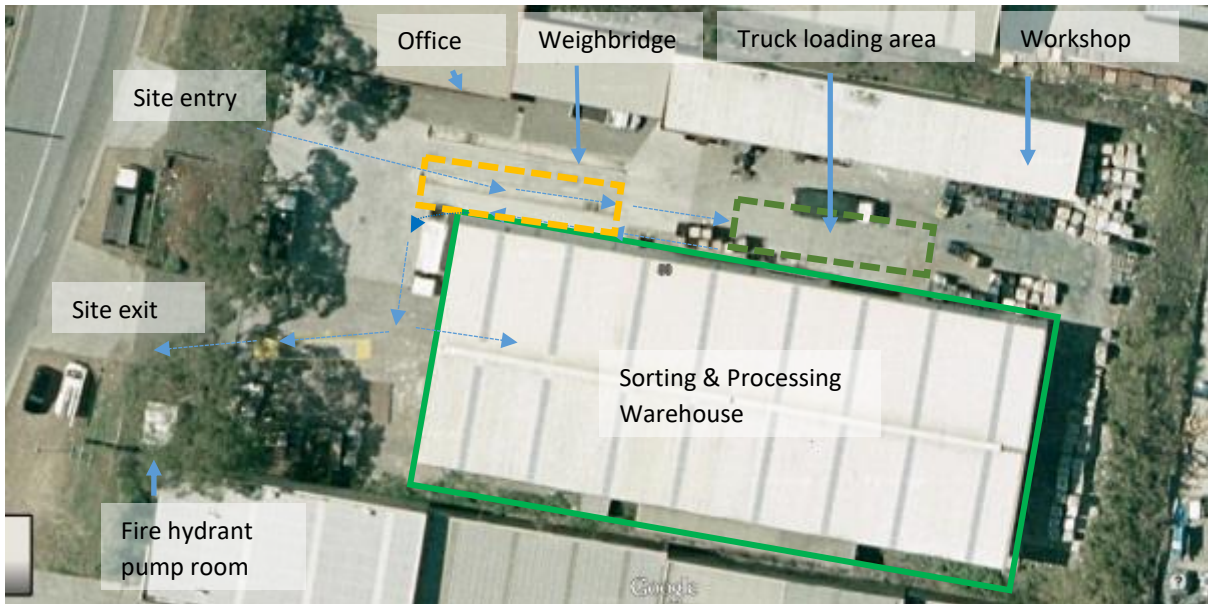 Office
Weighbridge
Truck loading area
Workshop
Site entry
Site exit
Sorting & Processing
Warehouse
Fire hydrant
pump room
Google